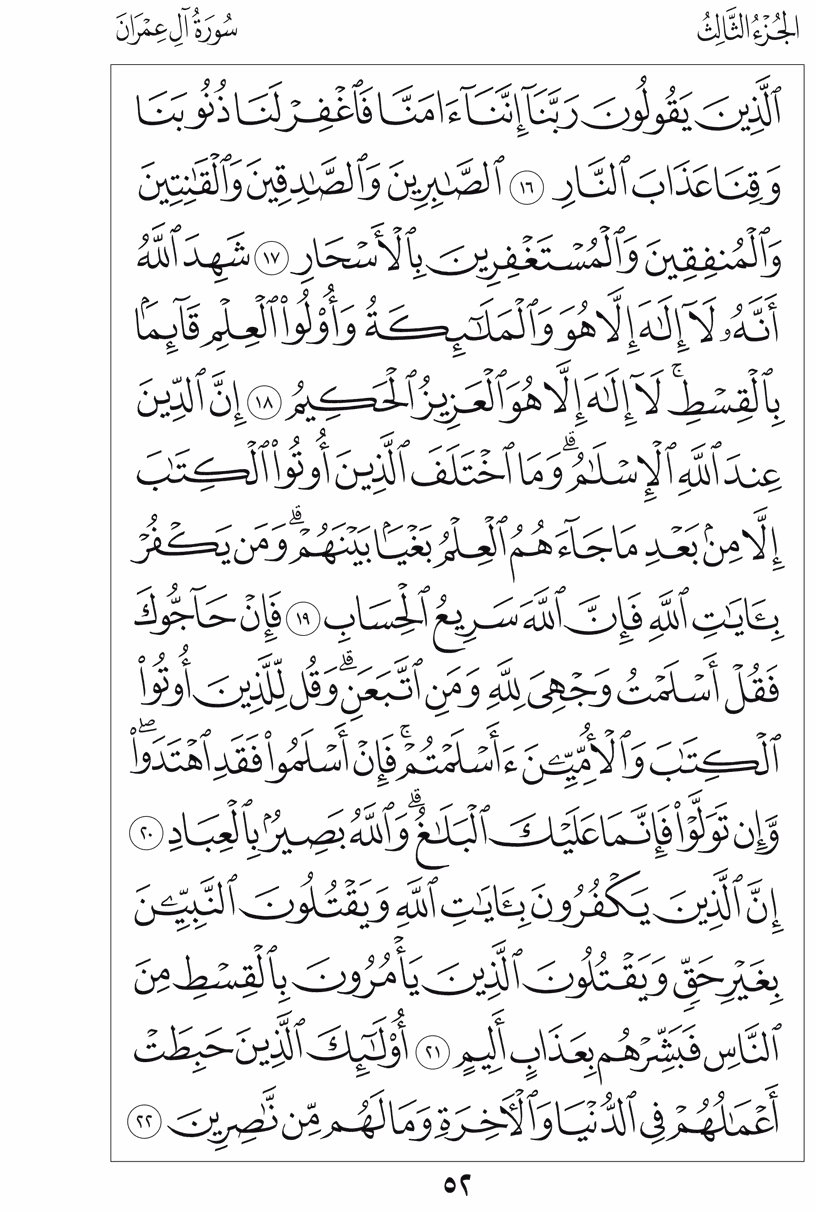 الجُزْءُ الثَّالِثُ
سُورَةُ آلِ عِمْرَانَ
ٱلَّذِينَ يَقُولُونَ رَبَّنَآ إِنَّنَآ ءَامَنَّا فَٱغْفِرْ لَنَا ذُنُوبَنَا
وَقِنَا عَذَابَ ٱلنَّارِ ١٦ ٱلصَّٰبِرِينَ وَٱلصَّٰدِقِينَ وَٱلْقَٰنِتِينَ
وَٱلْمُنفِقِينَ وَٱلْمُسْتَغْفِرِينَ بِٱلْأَسْحَارِ ١٧ شَهِدَ ٱللَّهُ
أَنَّهُۥ لَآ إِلَٰهَ إِلَّا هُوَ وَٱلْمَلَٰٓئِكَةُ وَأُو۟لُوا۟ ٱلْعِلْمِ قَآئِمَۢا
بِٱلْقِسْطِ ۚ لَآ إِلَٰهَ إِلَّا هُوَ ٱلْعَزِيزُ ٱلْحَكِيمُ ١٨ إِنَّ ٱلدِّينَ
عِندَ ٱللَّهِ ٱلْإِسْلَٰمُ ۗ وَمَا ٱخْتَلَفَ ٱلَّذِينَ أُوتُوا۟ ٱلْكِتَٰبَ
إِلَّا مِنۢ بَعْدِ مَا جَآءَهُمُ ٱلْعِلْمُ بَغْيَۢا بَيْنَهُمْ ۗ وَمَن يَكْفُرْ
بِـَٔايَٰتِ ٱللَّهِ فَإِنَّ ٱللَّهَ سَرِيعُ ٱلْحِسَابِ ١٩ فَإِنْ حَآجُّوكَ
فَقُلْ أَسْلَمْتُ وَجْهِىَ لِلَّهِ وَمَنِ ٱتَّبَعَنِ ۗ وَقُل لِّلَّذِينَ أُوتُوا۟
ٱلْكِتَٰبَ وَٱلْأُمِّيِّـۧنَ ءَأَسْلَمْتُمْ ۚ فَإِنْ أَسْلَمُوا۟ فَقَدِ ٱهْتَدَوا۟ ۖ
وَّإِن تَوَلَّوْا۟ فَإِنَّمَا عَلَيْكَ ٱلْبَلَٰغُ ۗ وَٱللَّهُ بَصِيرٌۢ بِٱلْعِبَادِ ٢٠
إِنَّ ٱلَّذِينَ يَكْفُرُونَ بِـَٔايَٰتِ ٱللَّهِ وَيَقْتُلُونَ ٱلنَّبِيِّـۧنَ
بِغَيْرِ حَقٍّ وَيَقْتُلُونَ ٱلَّذِينَ يَأْمُرُونَ بِٱلْقِسْطِ مِنَ
ٱلنَّاسِ فَبَشِّرْهُم بِعَذَابٍ أَلِيمٍ ٢١ أُو۟لَٰٓئِكَ ٱلَّذِينَ حَبِطَتْ
أَعْمَٰلُهُمْ فِى ٱلدُّنْيَا وَٱلْـَٔاخِرَةِ وَمَا لَهُم مِّن نَّٰصِرِينَ ٢٢
٥٢